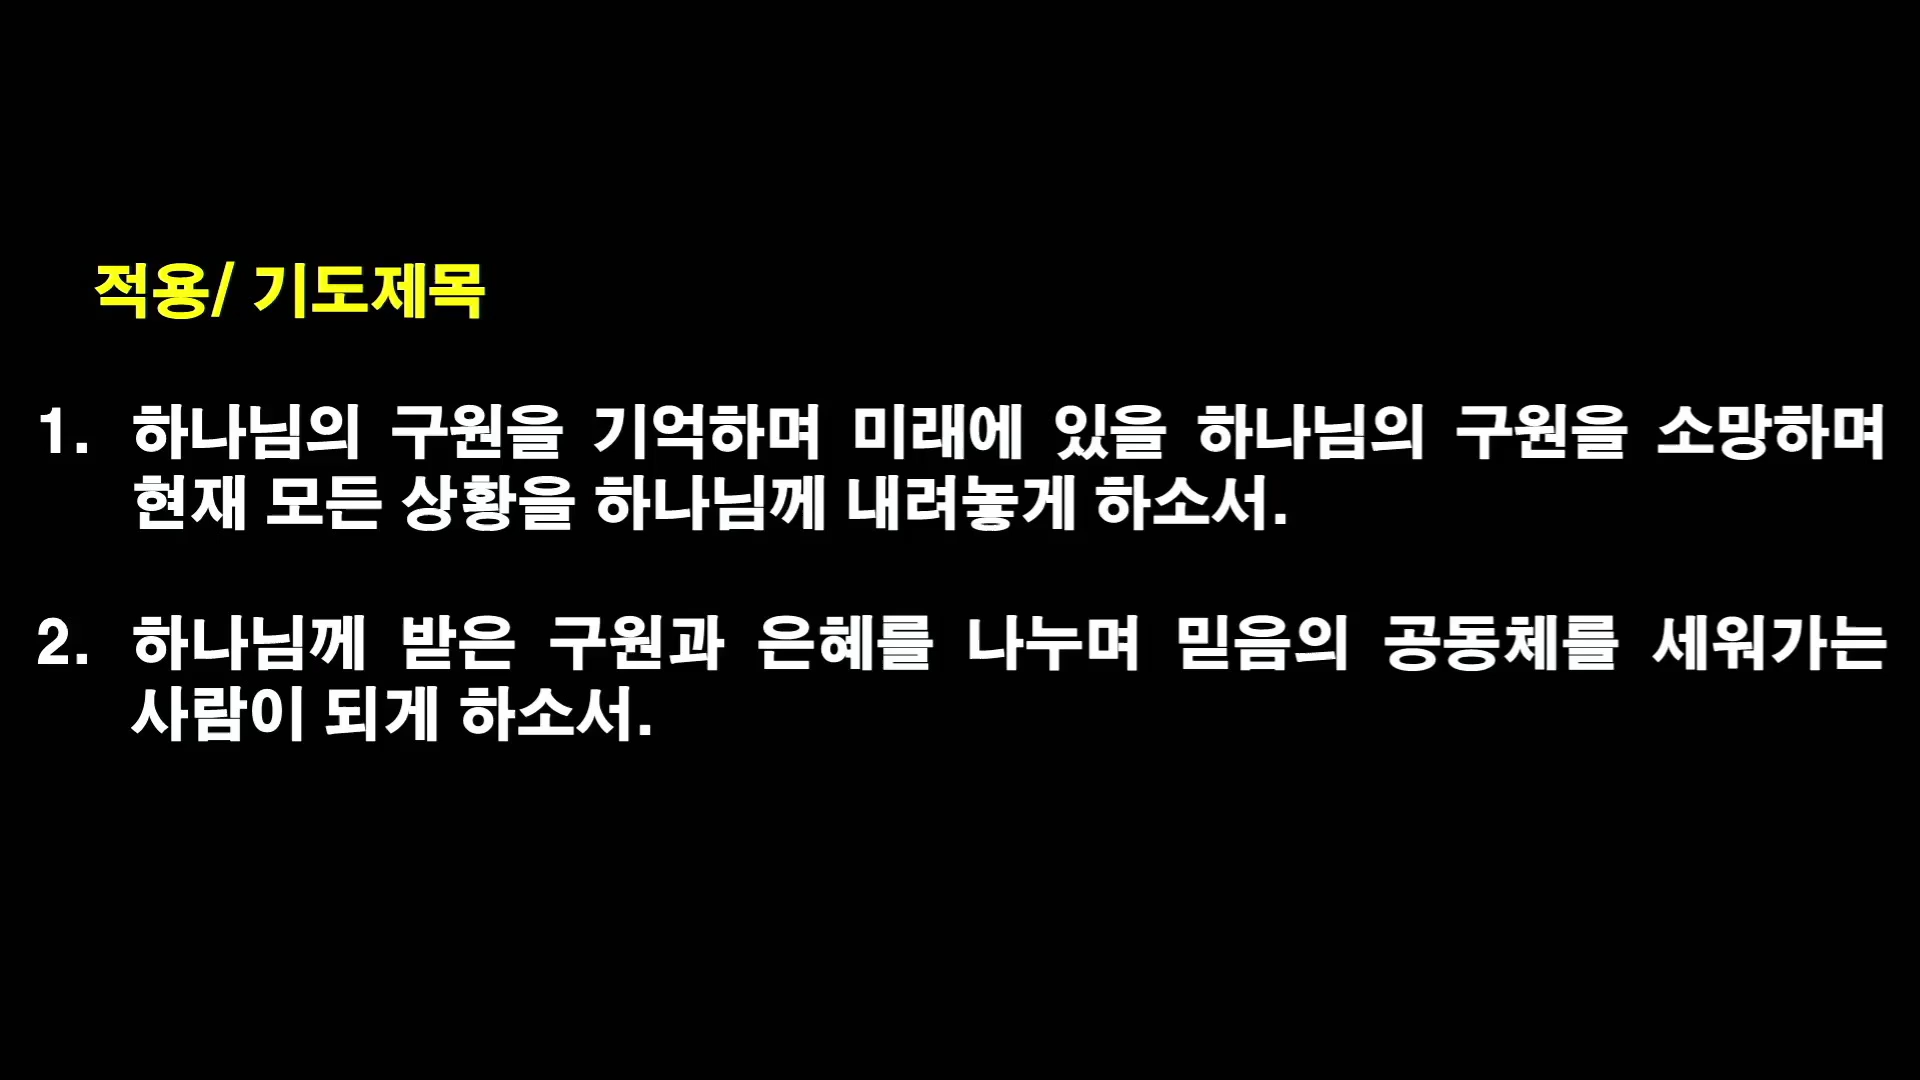 적용/ 기도제목
1. 하나님의 구원을 기억하며 미래에 있을 하나님의 구원을 소망하며
현재 모든 상황을 하나님께 내려놓게 하소서.
2. 하나님께 받은 구원과 은혜를 나누며 믿음의 공동체를 세워가는
사람이 되게 하소서.